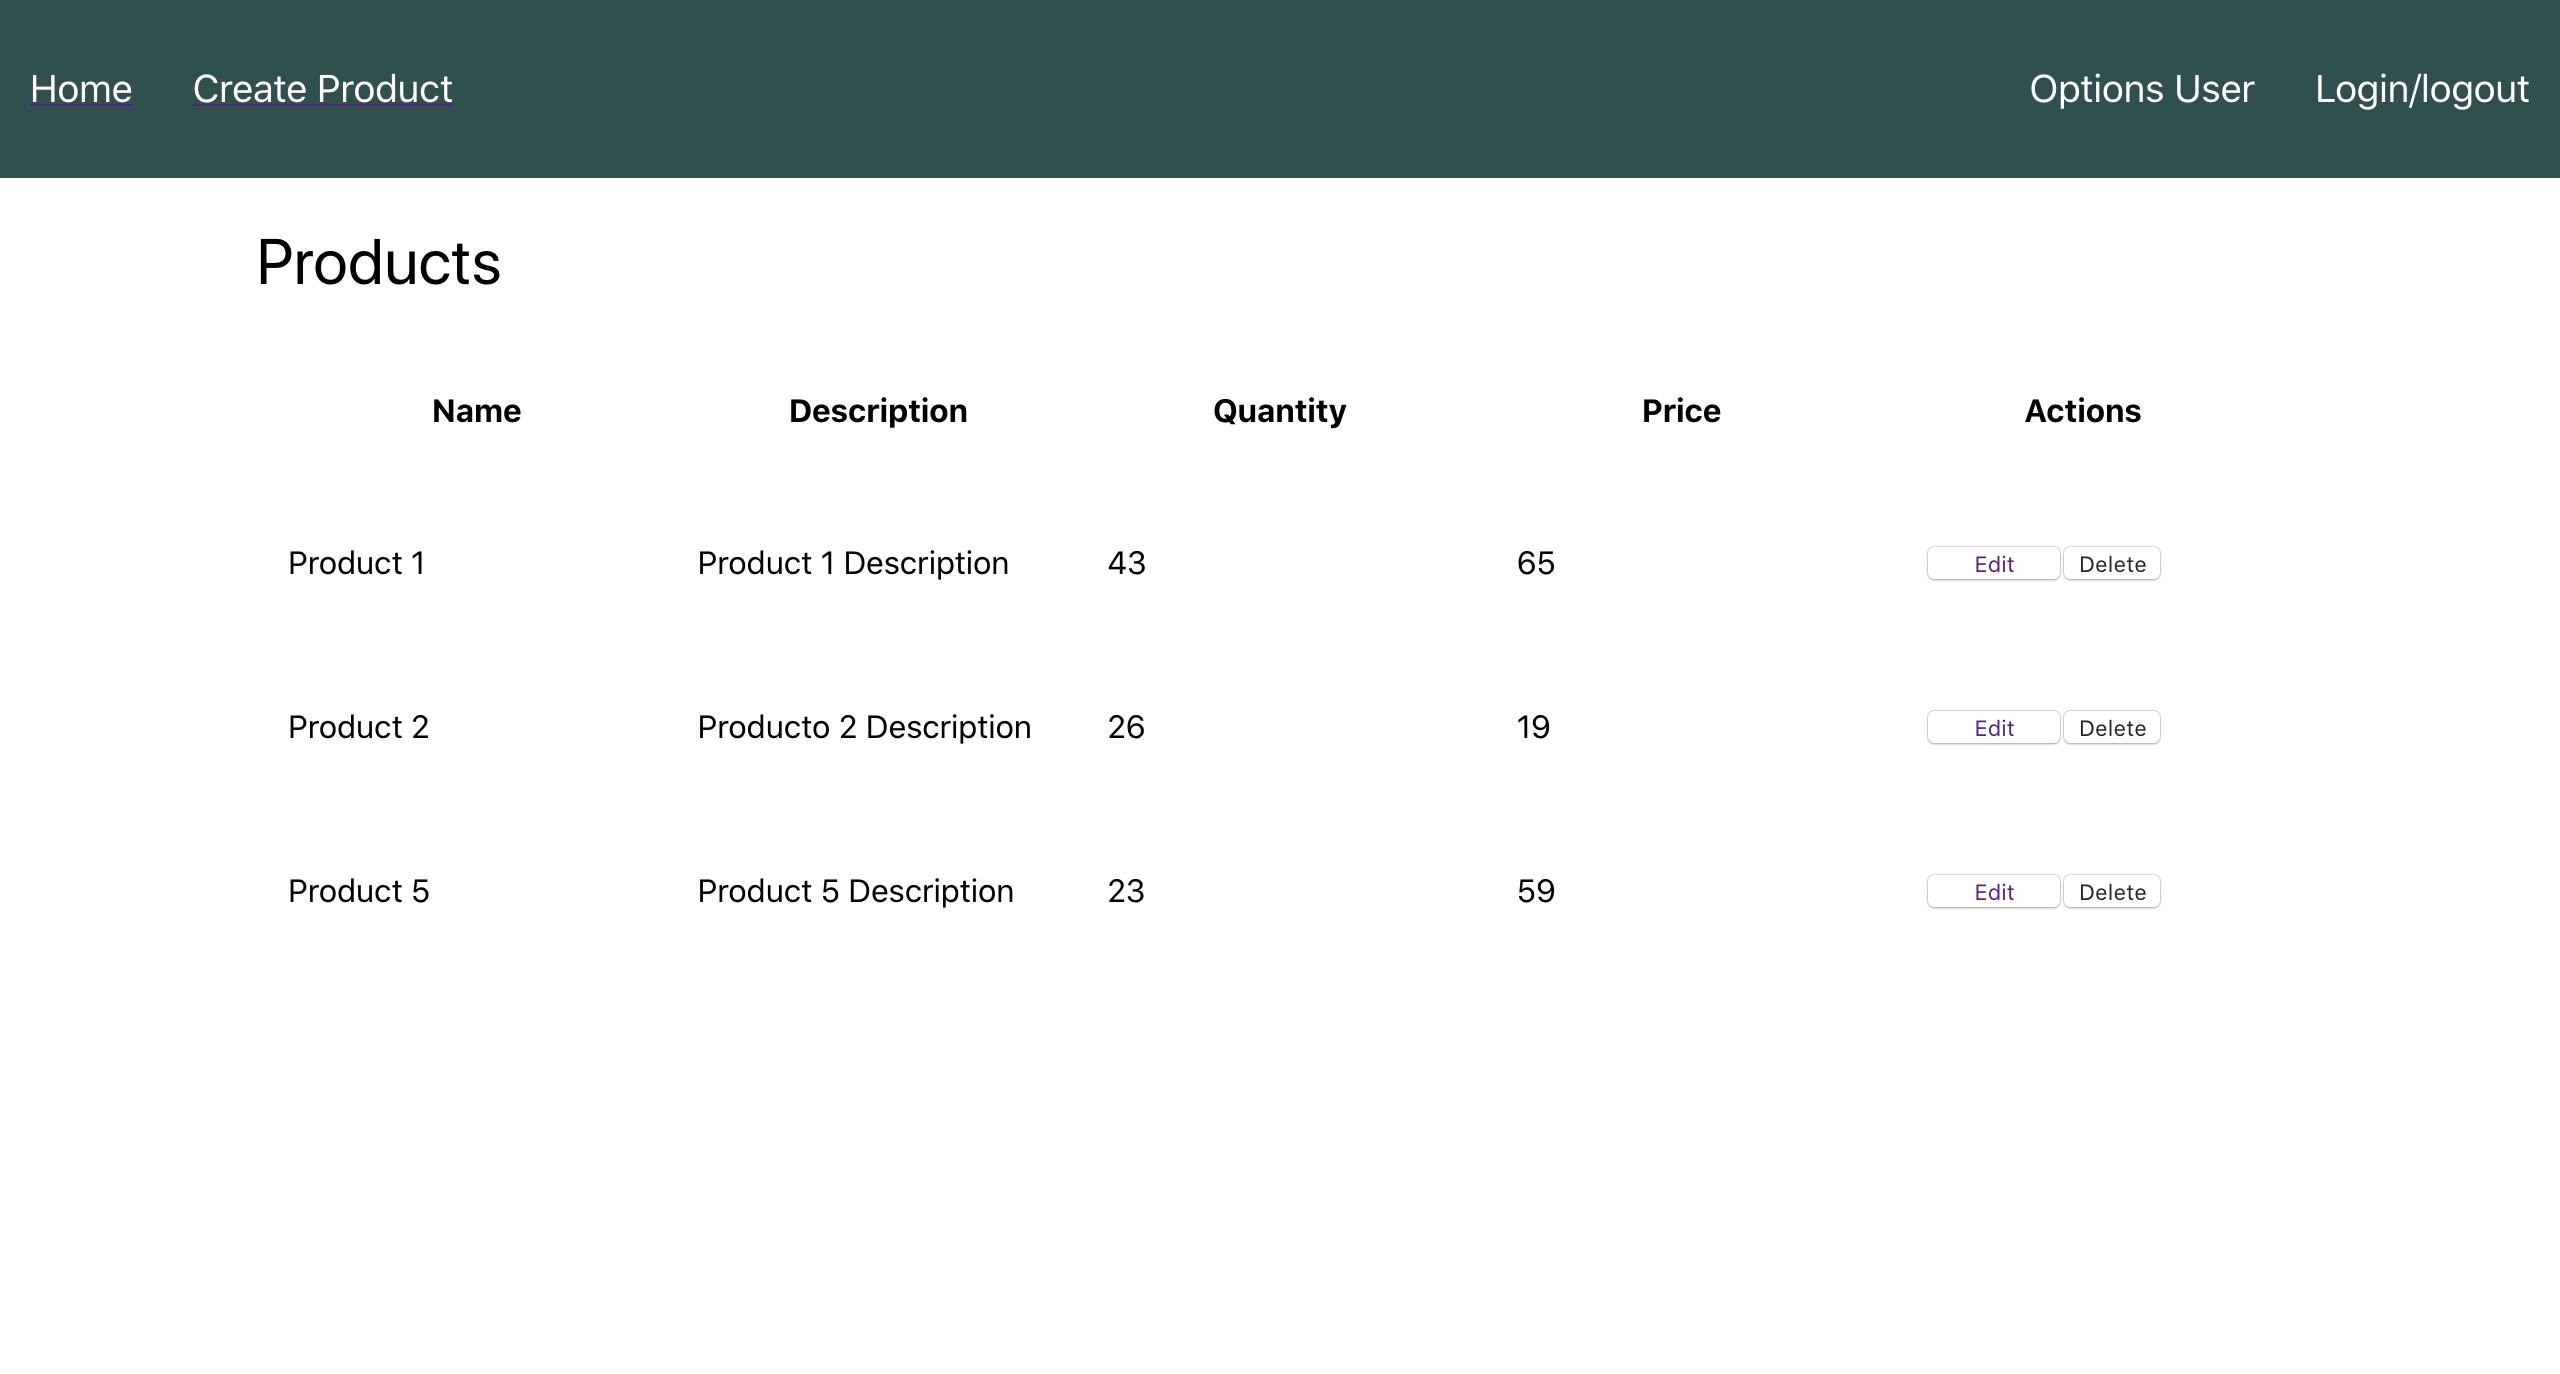 Home Create Product Options User Login/logout
Products
Name Description Quantity Price Actions
Product 1 Product 1 Description 43 65 Edit Delete
Product 2 Producto 2 Description 26 19 Edit Delete
Product 5 Product 5 Description 23 59 Edit Delete